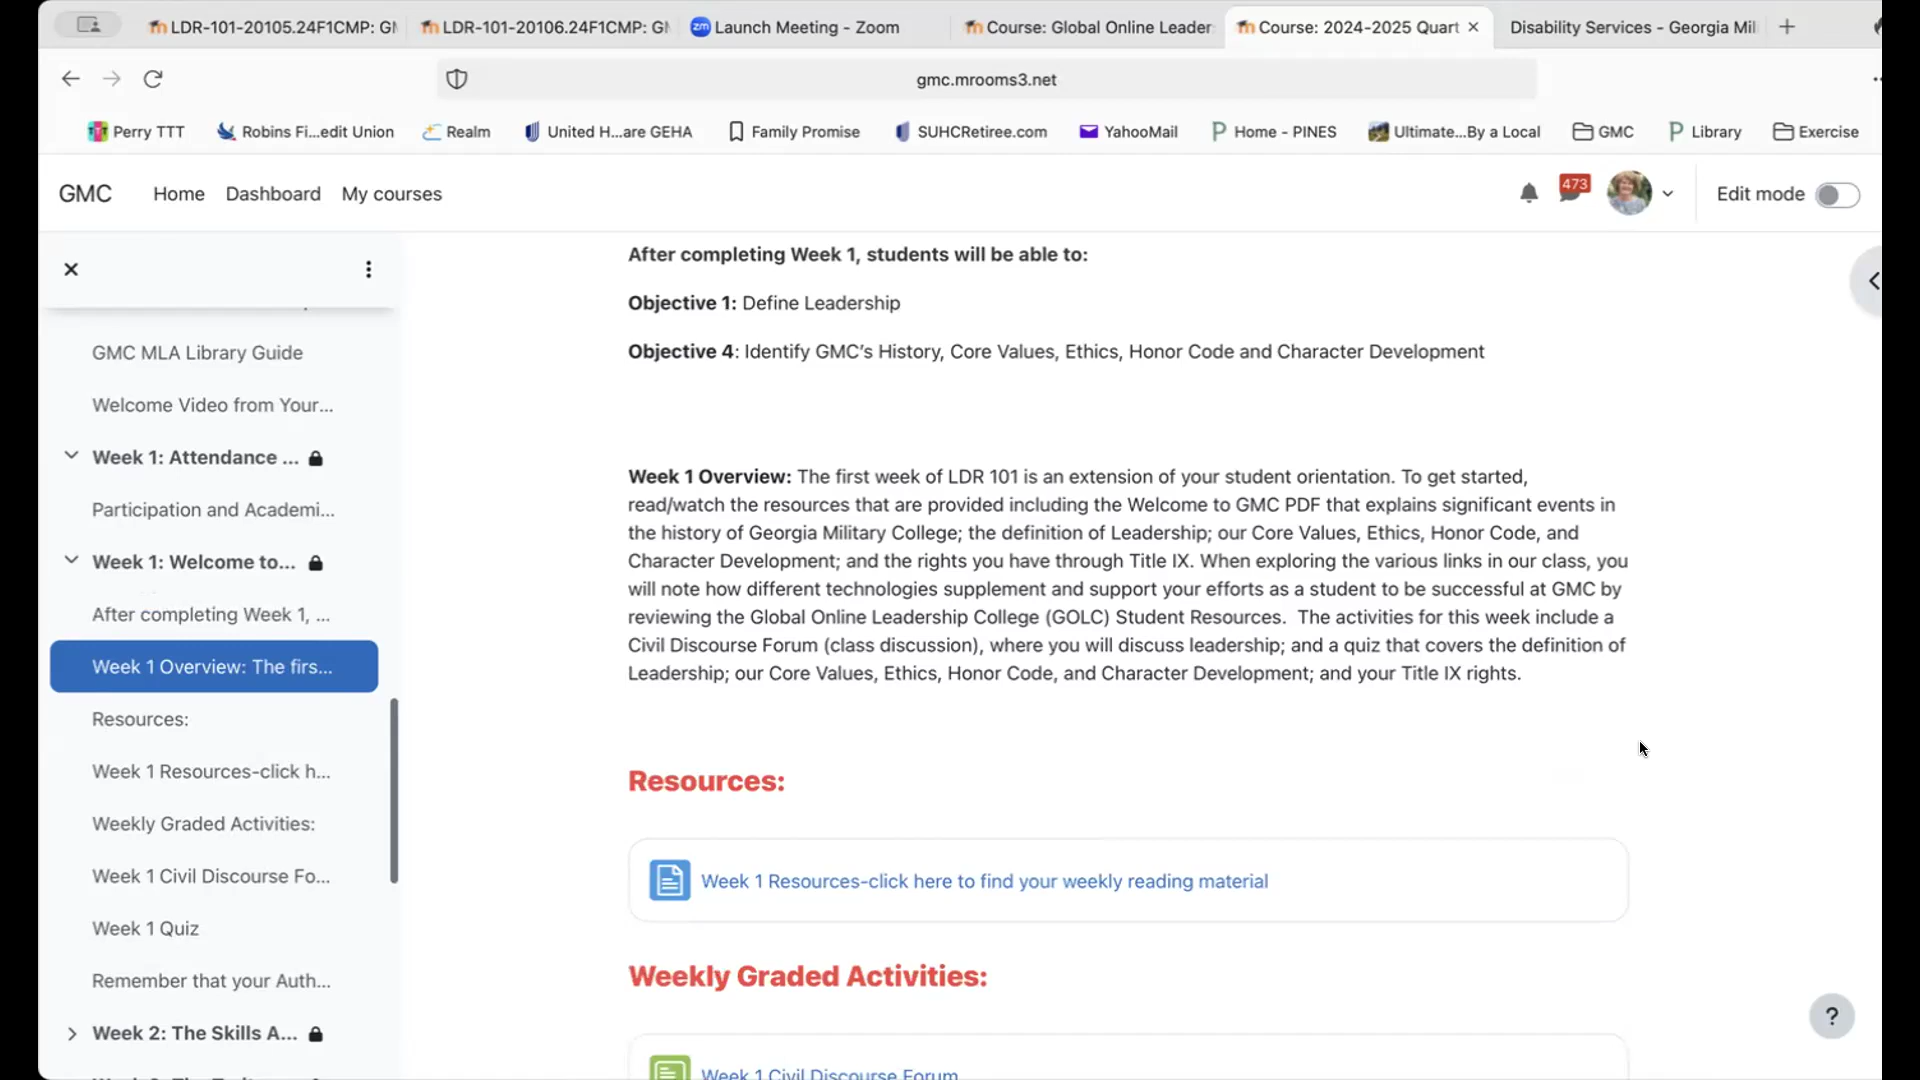 LDR-101-20105.24F1CMP: GM
LDR-101-20106.24F1CMP: GM
Launch Meeting - Zoom
Course: Global Online Leader
Course: 2024-2025 Quart
Disability Services - Georgia Mil
gmc.mrooms3.net
Perry TTT
Robins Fi...edit Union
Realm
United H...are GEHA
Family Promise
SUHCRetiree.com
YahooMail
Home - PINES
Ultimate...By a Local
GMC
Library
Exercise
GMC
Home
Dashboard
My courses
473
Edit mode
GMC MLA Library Guide
Welcome Video from Your...
Week 1: Attendance ...
Participation and Academi...
Week 1: Welcome to...
After completing Week 1, ...
Week 1 Overview: The firs...
Resources:
Week 1 Resources-click h...
Weekly Graded Activities:
Week 1 Civil Discourse Fo...
Week 1 Quiz
Remember that your Auth...
Week 2: The Skills A...
After completing Week 1, students will be able to:
Objective 1: Define Leadership
Objective 4: Identify GMC's History, Core Values, Ethics, Honor Code and Character Development
Week 1 Overview: The first week of LDR 101 is an extension of your student orientation. To get started,
read/watch the resources that are provided including the Welcome to GMC PDF that explains significant events in
the history of Georgia Military College; the definition of Leadership; our Core Values, Ethics, Honor Code, and
Character Development; and the rights you have through Title IX. When exploring the various links in our class, you
will note how different technologies supplement and support your efforts as a student to be successful at GMC by
reviewing the Global Online Leadership College (GOLC) Student Resources. The activities for this week include a
Civil Discourse Forum (class discussion), where you will discuss leadership; and a quiz that covers the definition of
Leadership; our Core Values, Ethics, Honor Code, and Character Development; and your Title IX rights.
Resources:
Week 1 Resources-click here to find your weekly reading material
Weekly Graded Activities:
Week 1 Civil Discourse Forum
?